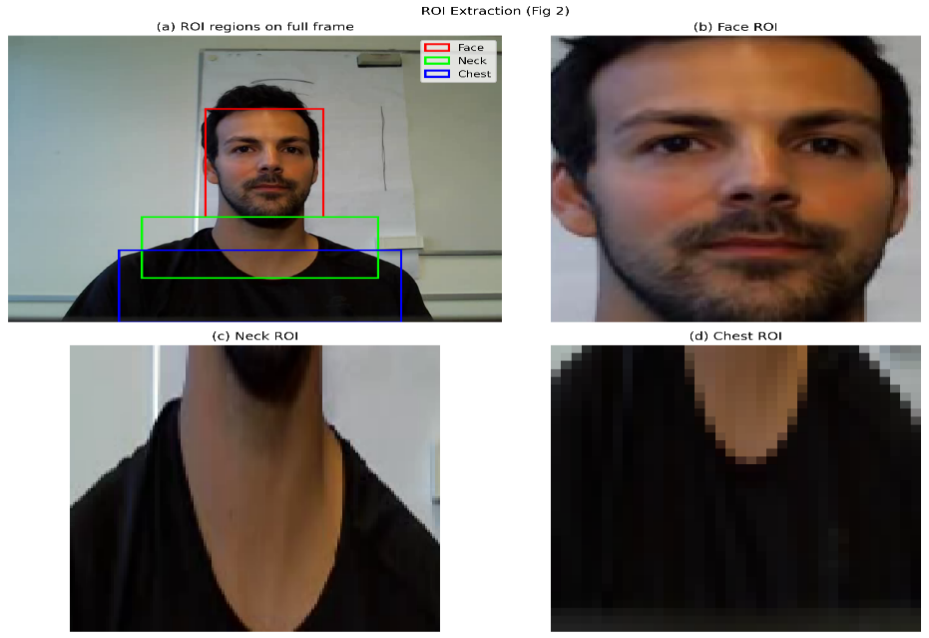 ROI Extraction (Fig 2)
(a) ROI regions on full frame
Face
Neck
Chest
(b) Face ROI
(c) Neck ROI
(d) Chest ROI